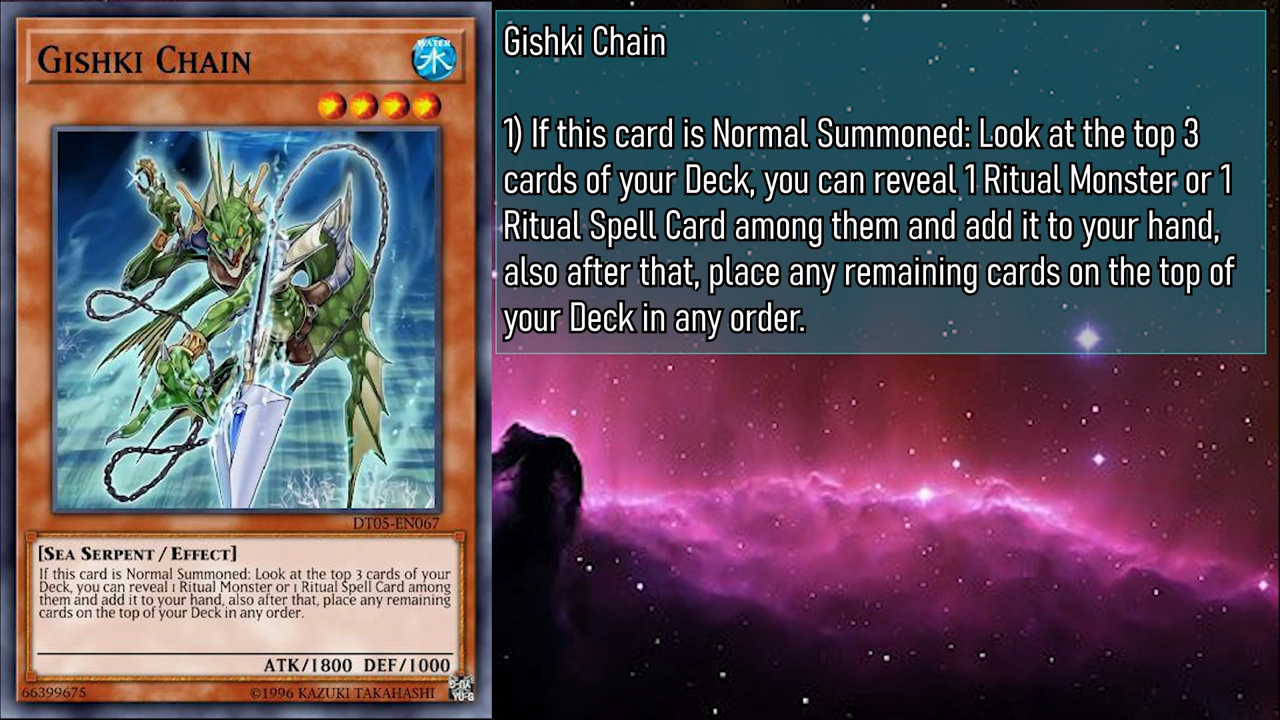 GISHKI CHAIN
WATER
水
DT05-EN067
[SEA SERPENT / EFFECT]
If this card is Normal Summoned: Look at the top 3 cards of your
Deck, you can reveal 1 Ritual Monster or 1 Ritual Spell Card among
them and add it to your hand, also after that, place any remaining
cards on the top of your Deck in any order.
ATK/1800 DEF/1000
66399675
©1996 KAZUKI TAKAHASHI
Gishki Chain
1) If this card is Normal Summoned: Look at the top 3
cards of your Deck, you can reveal 1 Ritual Monster or 1
Ritual Spell Card among them and add it to your hand,
also after that, place any remaining cards on the top of
your Deck in any order.